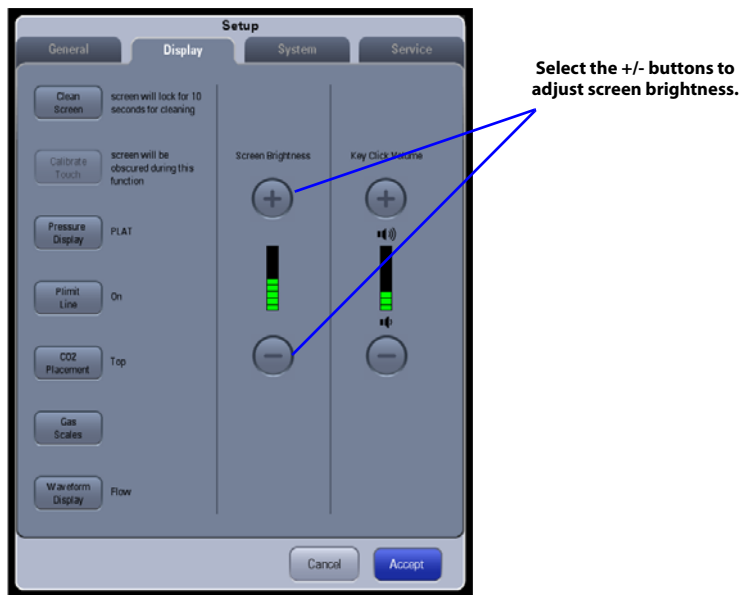 Setup
General
Display
System
Service
Select the +/- buttons to
adjust screen brightness.
Clean
Screen
screen will lock for 10
seconds for cleaning
Calibrate
Touch
screen will be
obscured during this
function
Screen Brightness
Key Click Volume
Pressure
Display
PLAT
Plimit
Line
On
CO2
Placement
Top
Gas
Scales
Waveform
Display
Flow
Cancel
Accept